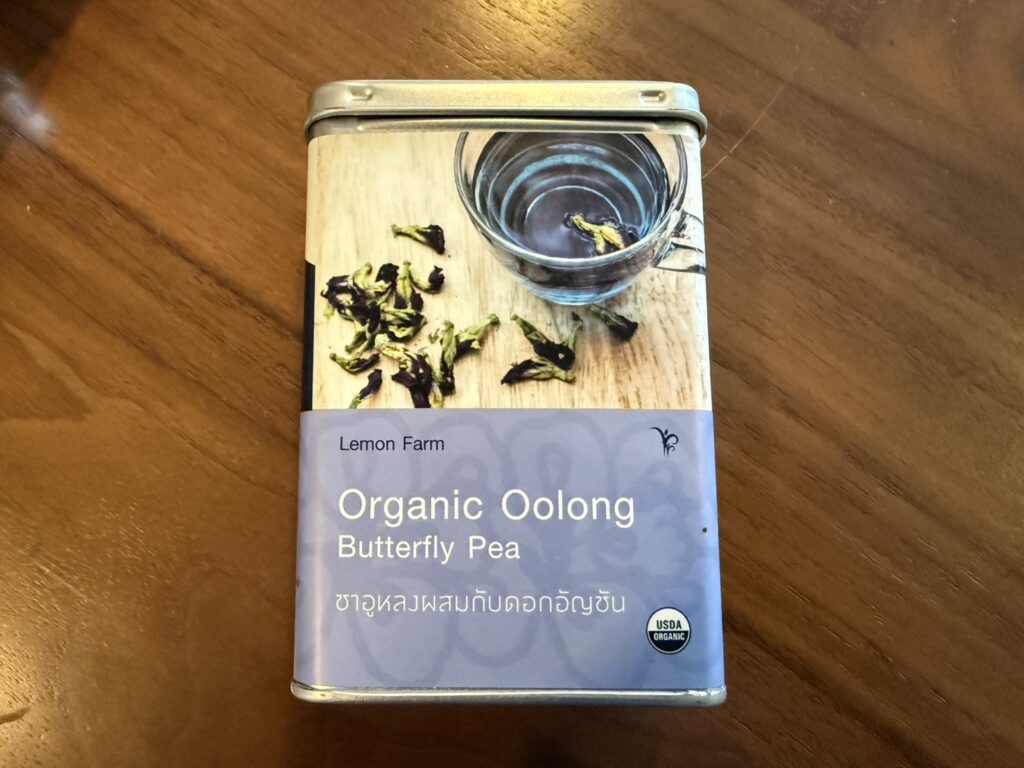 Lemon Farm
Organic Oolong
Butterfly Pea
ชาอูหลงผสมกับดอกอัญชัน
USDA
ORGANIC